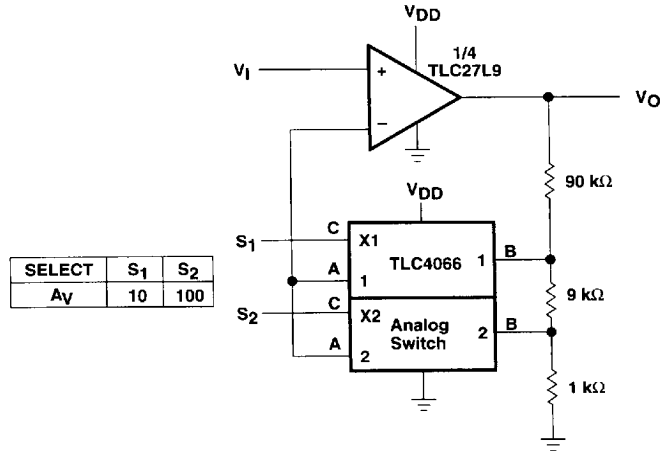 VDD
1/4
TLC27L9
VI
+
−
VO
90 kΩ
VDD
S1
C
X1
TLC4066
1
B
A
1
9 kΩ
S2
C
X2
Analog
Switch
2
B
A
2
1 kΩ
SELECT S1 S2
AV 10 100